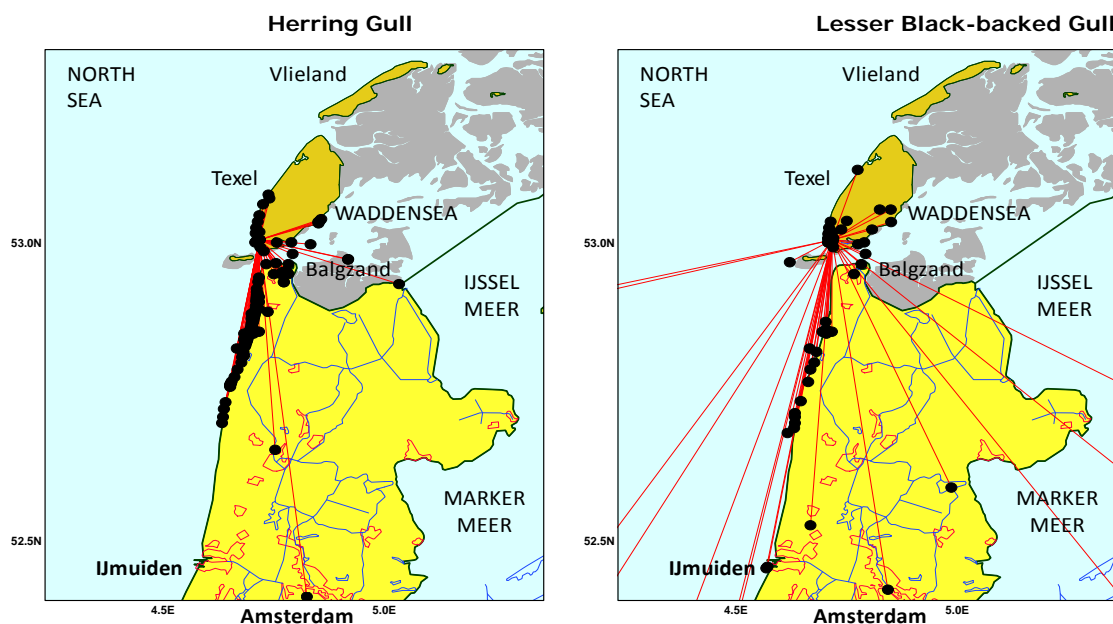 Herring Gull
NORTH
SEA
Vlieland
Texel
WADDENSEA
53.0N
Balgzand
IJSSEL
MEER
MARKER
MEER
52.5N
IJmuiden
4.5E
5.0E
Amsterdam
Lesser Black-backed Gull
NORTH
SEA
Vlieland
Texel
WADDENSEA
53.0N
Balgzand
IJSSEL
MEER
MARKER
MEER
52.5N
IJmuiden
4.5E
5.0E
Amsterdam